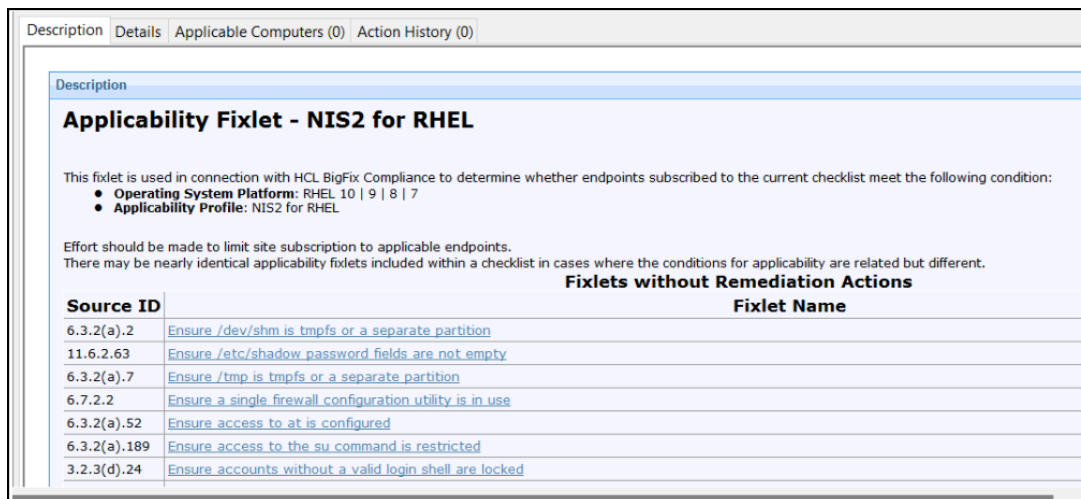 Description Details Applicable Computers (0) Action History (0)
Description
Applicability Fixlet - NIS2 for RHEL
This fixlet is used in connection with HCL BigFix Compliance to determine whether endpoints subscribed to the current checklist meet the following condition:
● Operating System Platform: RHEL 10 | 9 | 8 | 7
● Applicability Profile: NIS2 for RHEL
Effort should be made to limit site subscription to applicable endpoints.
There may be nearly identical applicability fixlets included within a checklist in cases where the conditions for applicability are related but different.
Fixlets without Remediation Actions
Source ID Fixlet Name
6.3.2(a).2 Ensure /dev/shm is tmpfs or a separate partition
11.6.2.63 Ensure /etc/shadow password fields are not empty
6.3.2(a).7 Ensure /tmp is tmpfs or a separate partition
6.7.2.2 Ensure a single firewall configuration utility is in use
6.3.2(a).52 Ensure access to at is configured
6.3.2(a).189 Ensure access to the su command is restricted
3.2.3(d).24 Ensure accounts without a valid login shell are locked